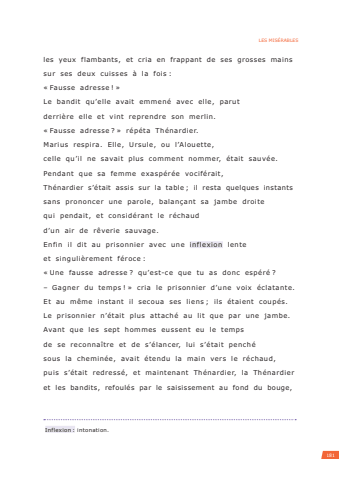 LES MISÉRABLES
les yeux flambants, et cria en frappant de ses grosses mains
sur ses deux cuisses à la fois :
« Fausse adresse ! »
Le bandit qu’elle avait emmené avec elle, parut
derrière elle et vint reprendre son merlin.
« Fausse adresse ? » répéta Thénardier.
Marius respira. Elle, Ursule, ou l’Alouette,
celle qu’il ne savait plus comment nommer, était sauvée.
Pendant que sa femme exaspérée vociférait,
Thénardier s’était assis sur la table ; il resta quelques instants
sans prononcer une parole, balançant sa jambe droite
qui pendait, et considérant le réchaud
d’un air de rêverie sauvage.
Enfin il dit au prisonnier avec une inflexion lente
et singulièrement féroce :
« Une fausse adresse ? qu’est-ce que tu as donc espéré ?
– Gagner du temps ! » cria le prisonnier d’une voix éclatante.
Et au même instant il secoua ses liens ; ils étaient coupés.
Le prisonnier n’était plus attaché au lit que par une jambe.
Avant que les sept hommes eussent eu le temps
de se reconnaître et de s’élancer, lui s’était penché
sous la cheminée, avait étendu la main vers le réchaud,
puis s’était redressé, et maintenant Thénardier, la Thénardier
et les bandits, refoulés par le saisissement au fond du bouge,
Inflexion : intonation.
181